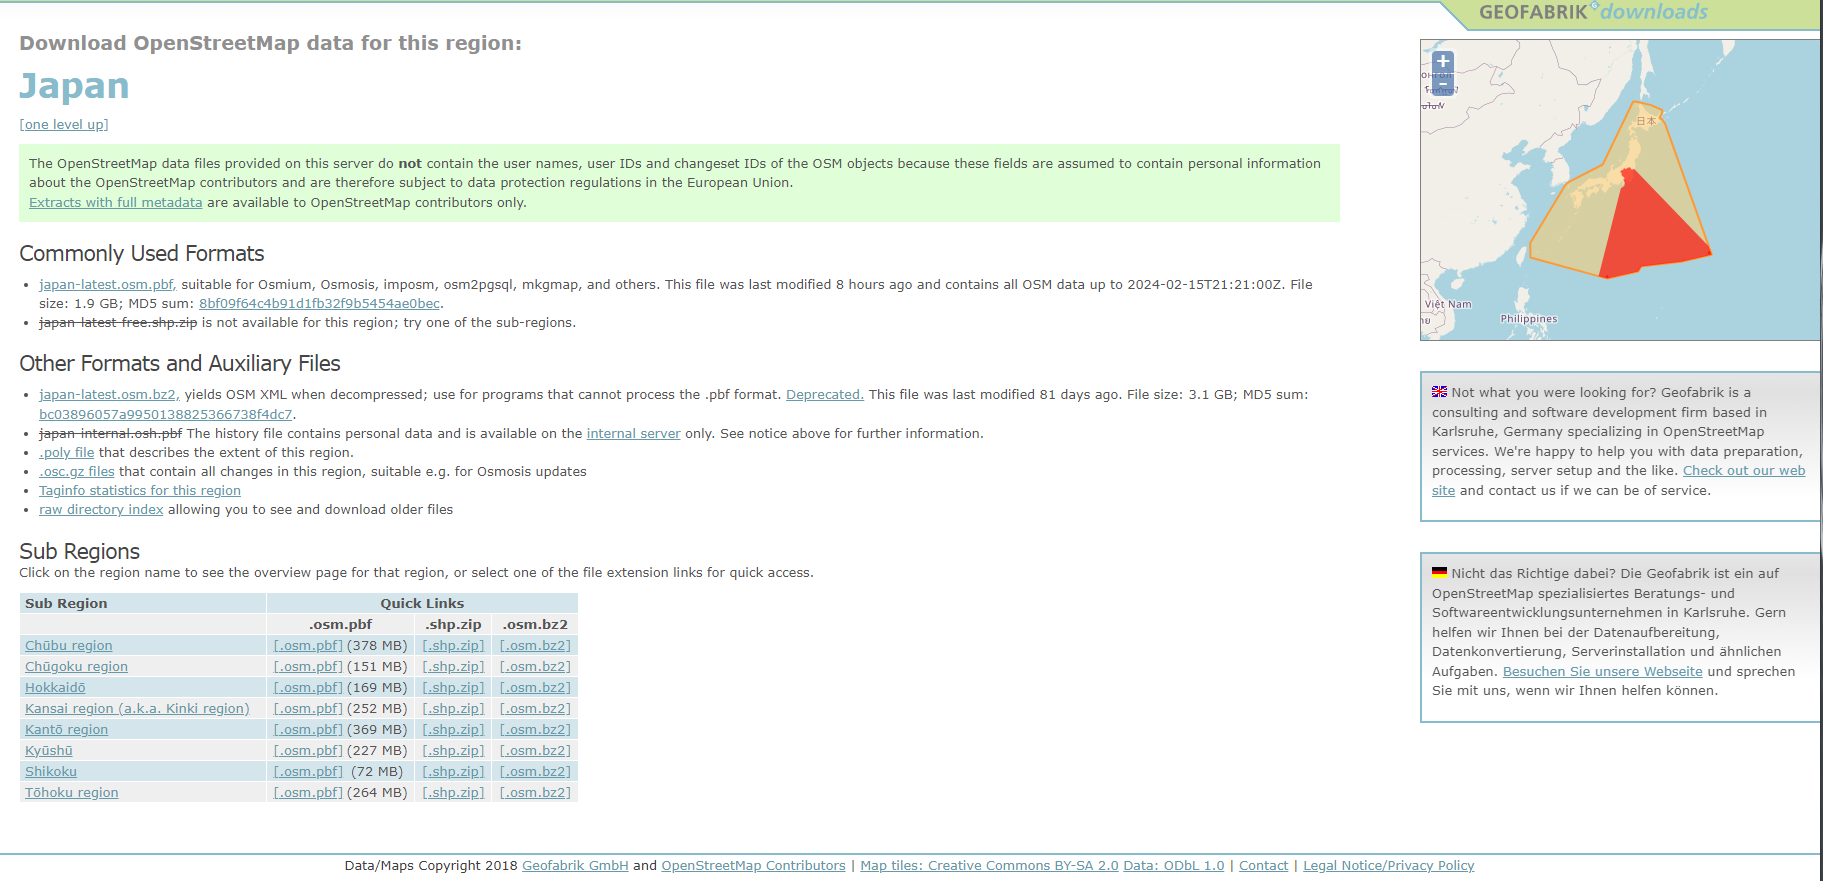 GEOFABRIK downloads
Download OpenStreetMap data for this region:
Japan
[one level up]
The OpenStreetMap data files provided on this server do not contain the user names, user IDs and changeset IDs of the OSM objects because these fields are assumed to contain personal information
about the OpenStreetMap contributors and are therefore subject to data protection regulations in the European Union.
Extracts with full metadata are available to OpenStreetMap contributors only.
Commonly Used Formats
japan-latest.osm.pbf, suitable for Osmium, Osmosis, imposm, osm2pgsql, mkgmap, and others. This file was last modified 8 hours ago and contains all OSM data up to 2024-02-15T21:21:00Z. File
size: 1.9 GB; MD5 sum: 8bf09f64c4b91d1fb32f9b5454ae0bec.
japan-latest-free.shp.zip is not available for this region; try one of the sub-regions.
Other Formats and Auxiliary Files
japan-latest.osm.bz2, yields OSM XML when decompressed; use for programs that cannot process the .pbf format. Deprecated. This file was last modified 81 days ago. File size: 3.1 GB; MD5 sum:
bc03896057a9950138825366738f4dc7.
japan-internal.osh.pbf The history file contains personal data and is available on the internal server only. See notice above for further information.
.poly file that describes the extent of this region.
.osc.gz files that contain all changes in this region, suitable e.g. for Osmosis updates
Taginfo statistics for this region
raw directory index allowing you to see and download older files
Sub Regions
Click on the region name to see the overview page for that region, or select one of the file extension links for quick access.
Sub Region Quick Links
.osm.pbf .shp.zip .osm.bz2
Chūbu region [.osm.pbf] (378 MB) [.shp.zip] [.osm.bz2]
Chūgoku region [.osm.pbf] (151 MB) [.shp.zip] [.osm.bz2]
Hokkaidō [.osm.pbf] (169 MB) [.shp.zip] [.osm.bz2]
Kansai region (a.k.a. Kinki region) [.osm.pbf] (252 MB) [.shp.zip] [.osm.bz2]
Kantō region [.osm.pbf] (369 MB) [.shp.zip] [.osm.bz2]
Kyūshū [.osm.pbf] (227 MB) [.shp.zip] [.osm.bz2]
Shikoku [.osm.pbf] (72 MB) [.shp.zip] [.osm.bz2]
Tōhoku region [.osm.pbf] (264 MB) [.shp.zip] [.osm.bz2]
+
-
日本
Việt Nam
Philippines
Not what you were looking for? Geofabrik is a
consulting and software development firm based in
Karlsruhe, Germany specializing in OpenStreetMap
services. We're happy to help you with data preparation,
processing, server setup and the like. Check out our web
site and contact us if we can be of service.
Nicht das Richtige dabei? Die Geofabrik ist ein auf
OpenStreetMap spezialisiertes Beratungs- und
Softwareentwicklungsunternehmen in Karlsruhe. Gern
helfen wir Ihnen bei der Datenaufbereitung,
Datenkonvertierung, Serverinstallation und ähnlichen
Aufgaben. Besuchen Sie unsere Webseite und sprechen
Sie mit uns, wenn wir Ihnen helfen können.
Data/Maps Copyright 2018 Geofabrik GmbH and OpenStreetMap Contributors | Map tiles: Creative Commons BY-SA 2.0 Data: ODbL 1.0 | Contact | Legal Notice/Privacy Policy